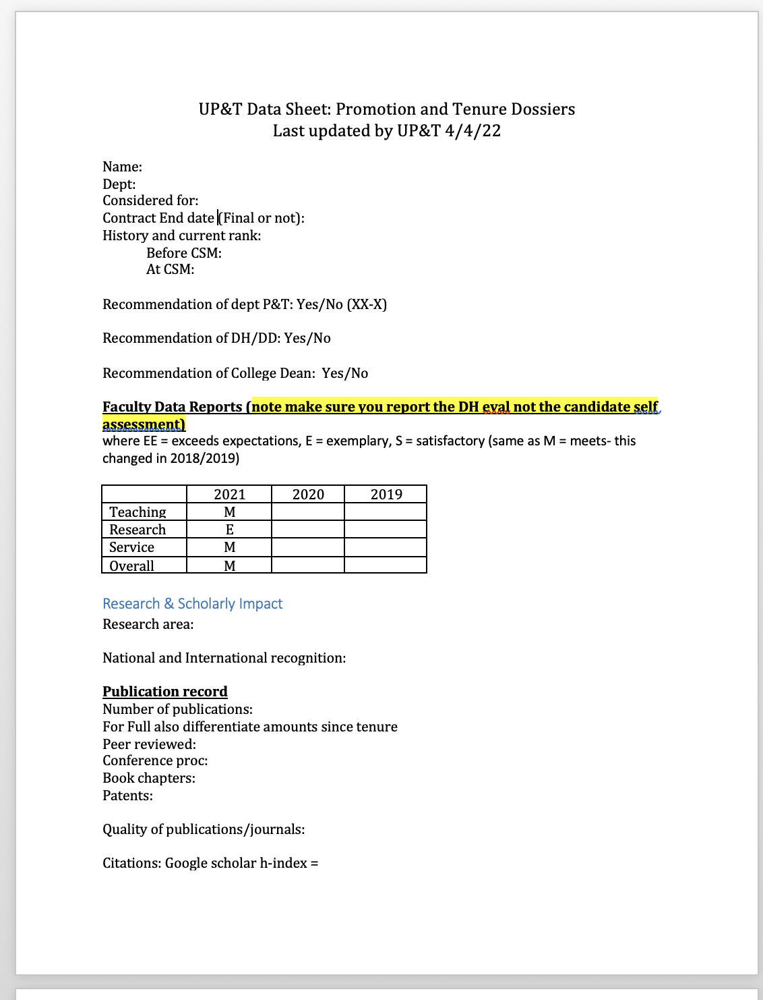 UP&T Data Sheet: Promotion and Tenure Dossiers
Last updated by UP&T 4/4/22
Name:
Dept:
Considered for:
Contract End date (Final or not):
History and current rank:
Before CSM:
At CSM:
Recommendation of dept P&T: Yes/No (XX-X)
Recommendation of DH/DD: Yes/No
Recommendation of College Dean:  Yes/No
Faculty Data Reports (note make sure you report the DH eval not the candidate self
assessment)
where EE = exceeds expectations, E = exemplary, S = satisfactory (same as M = meets- this
changed in 2018/2019)
2021 2020 2019
Teaching M
Research E
Service M
Overall M
Research & Scholarly Impact
Research area:
National and International recognition:
Publication record
Number of publications:
For Full also differentiate amounts since tenure
Peer reviewed:
Conference proc:
Book chapters:
Patents:
Quality of publications/journals:
Citations: Google scholar h-index =